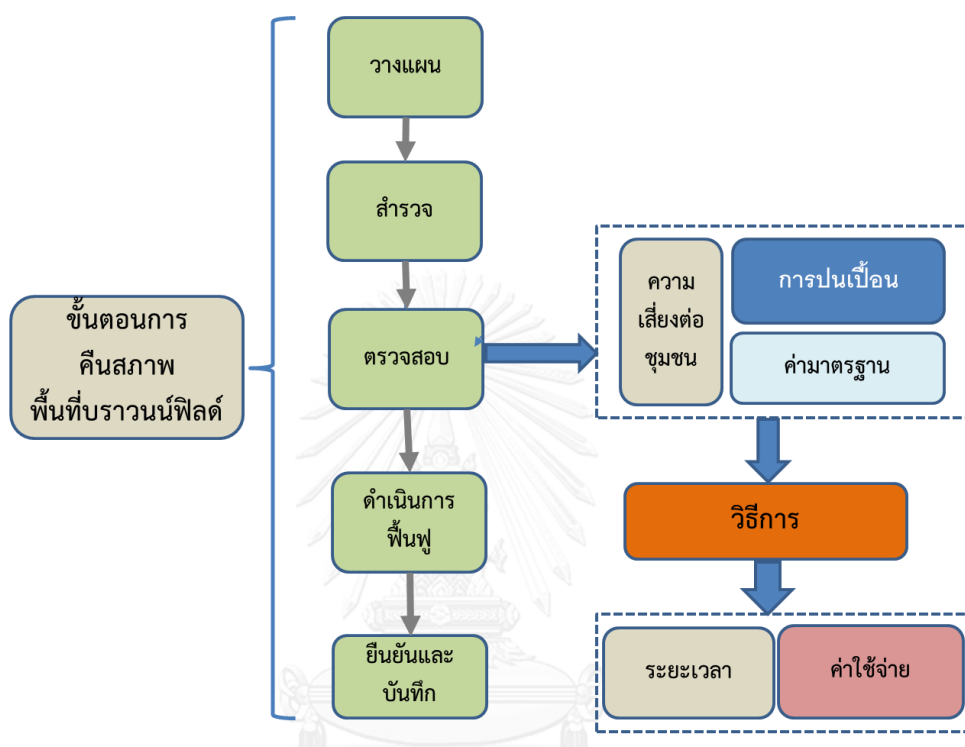 ขั้นตอนการ
คืนสภาพ
พื้นที่บราวนน์ฟิลด์
วางแผน
สำรวจ
ตรวจสอบ
ดำเนินการ
ฟื้นฟู
ยืนยันและ
บันทึก
ความ
เสี่ยงต่อ
ชุมชน
การปนเปื้อน
ค่ามาตรฐาน
วิธีการ
ระยะเวลา
ค่าใช้จ่าย